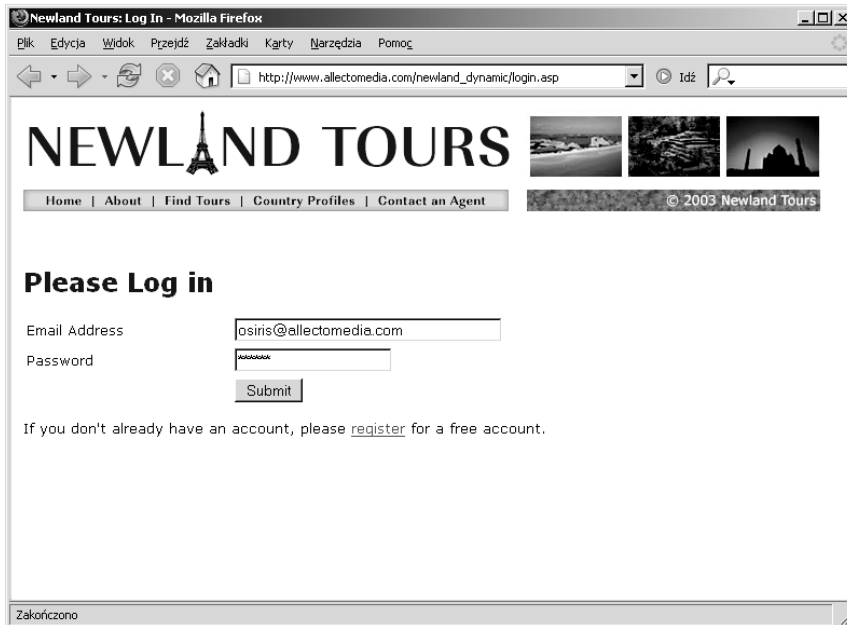 Newland Tours: Log In - Mozilla Firefox
Plik Edycja Widok Przejdź Zakładki Karty Narzędzia Pomoc
http://www.allectomedia.com/newland_dynamic/login.asp Idź
NEWLAND TOURS
Home | About | Find Tours | Country Profiles | Contact an Agent
© 2003 Newland Tours
Please Log in
Email Address osiris@allectomedia.com
Password ******
Submit
If you don't already have an account, please register for a free account.
Zakończono